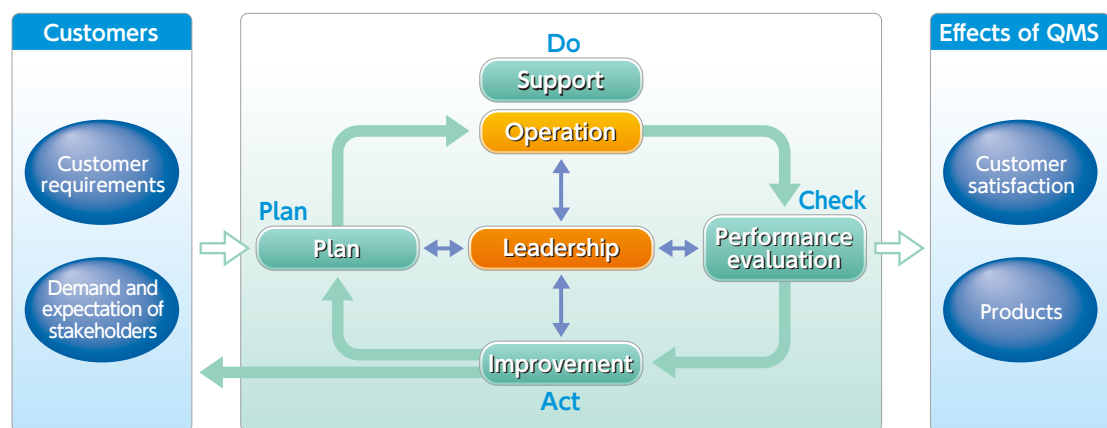 Customers
Customer
requirements
Demand and
expectation of
stakeholders
Do
Support
Operation
Plan
Plan
Leadership
Check
Performance
evaluation
Improvement
Act
Effects of QMS
Customer
satisfaction
Products